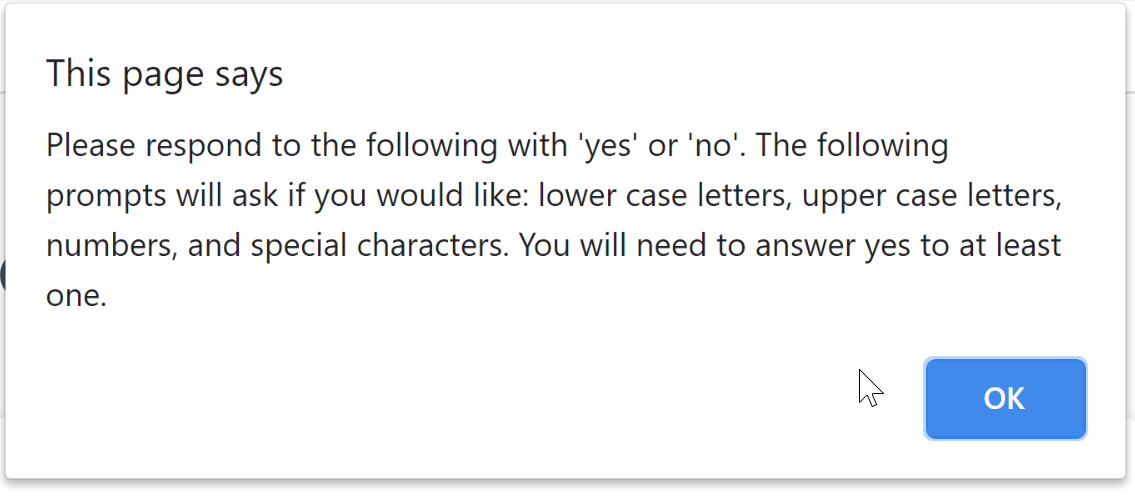 This page says
Please respond to the following with 'yes' or 'no'. The following
prompts will ask if you would like: lower case letters, upper case letters,
numbers, and special characters. You will need to answer yes to at least
one.
OK